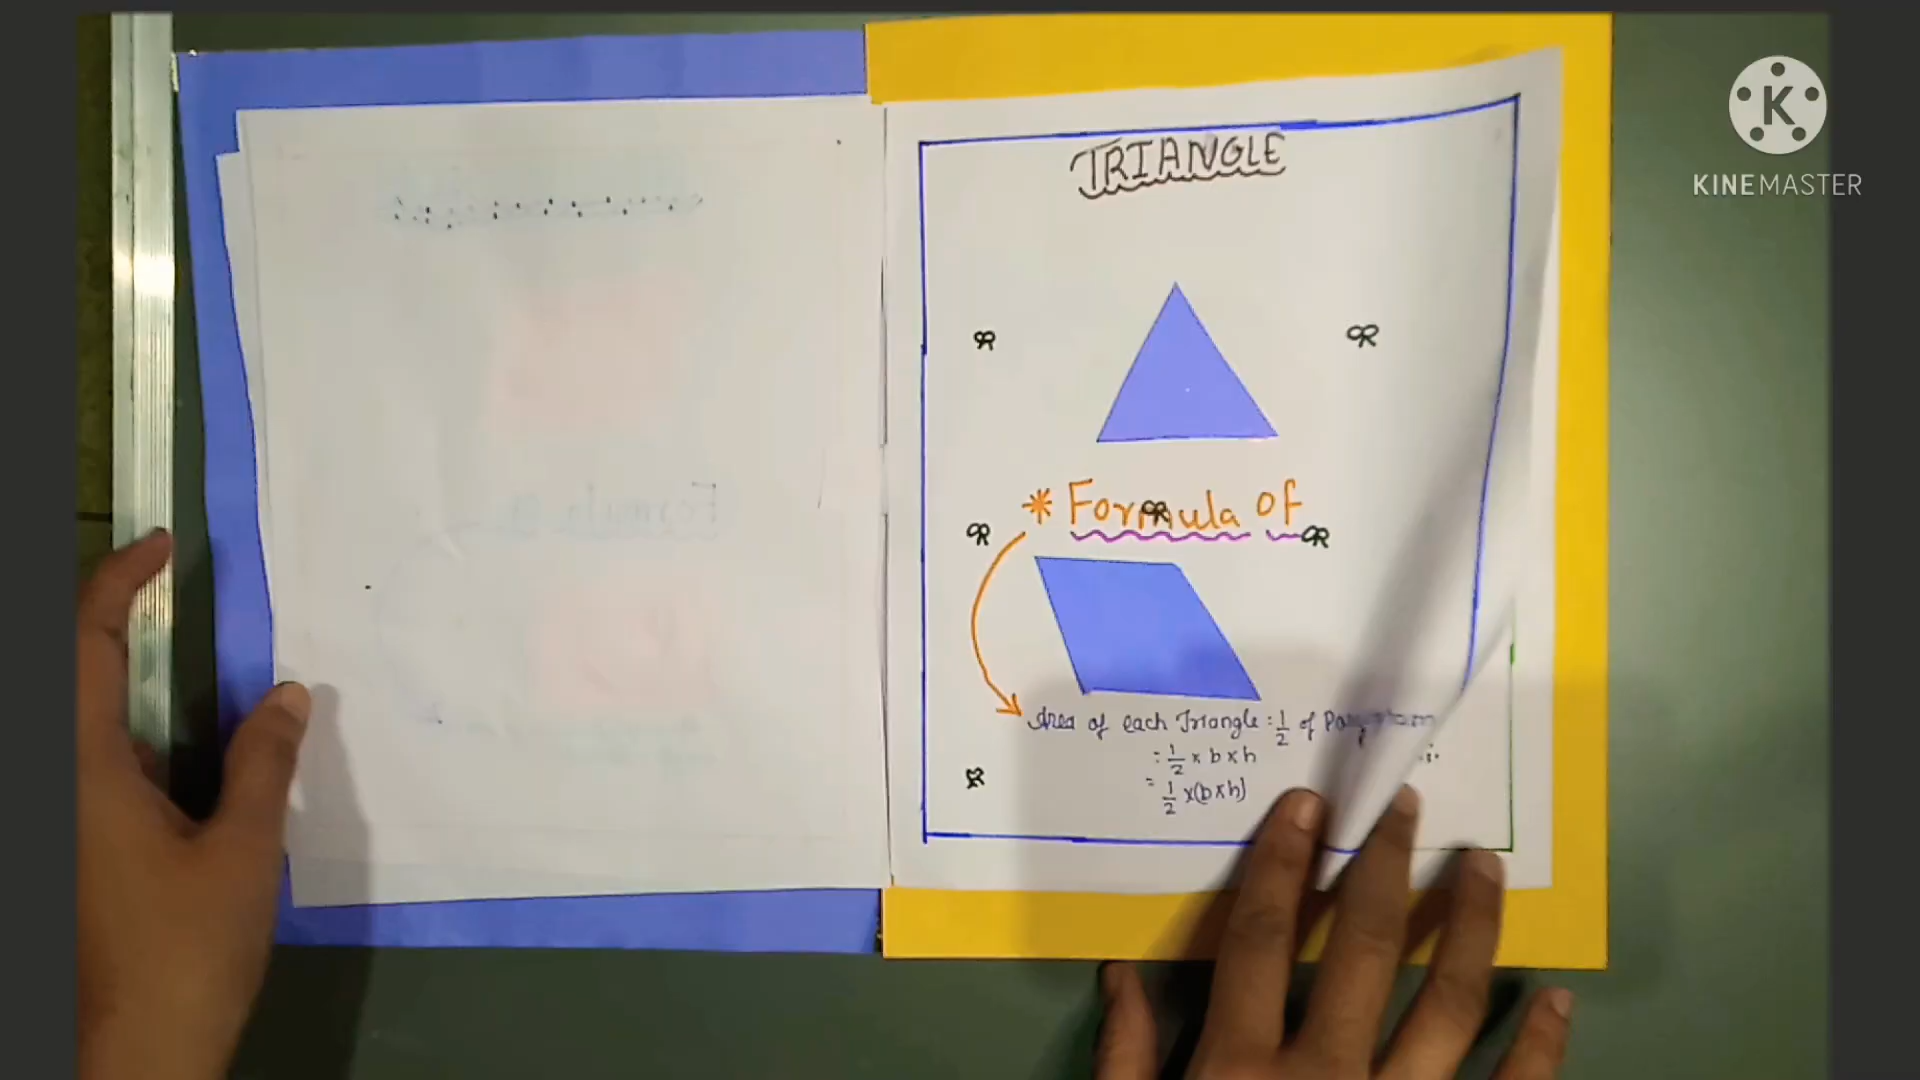 TRIANGLE
K
KINEMASTER
* Formula of
Area of each Triangle : 1/2 of
= 1/2 × b × h
= 1/2 ×(b×h)